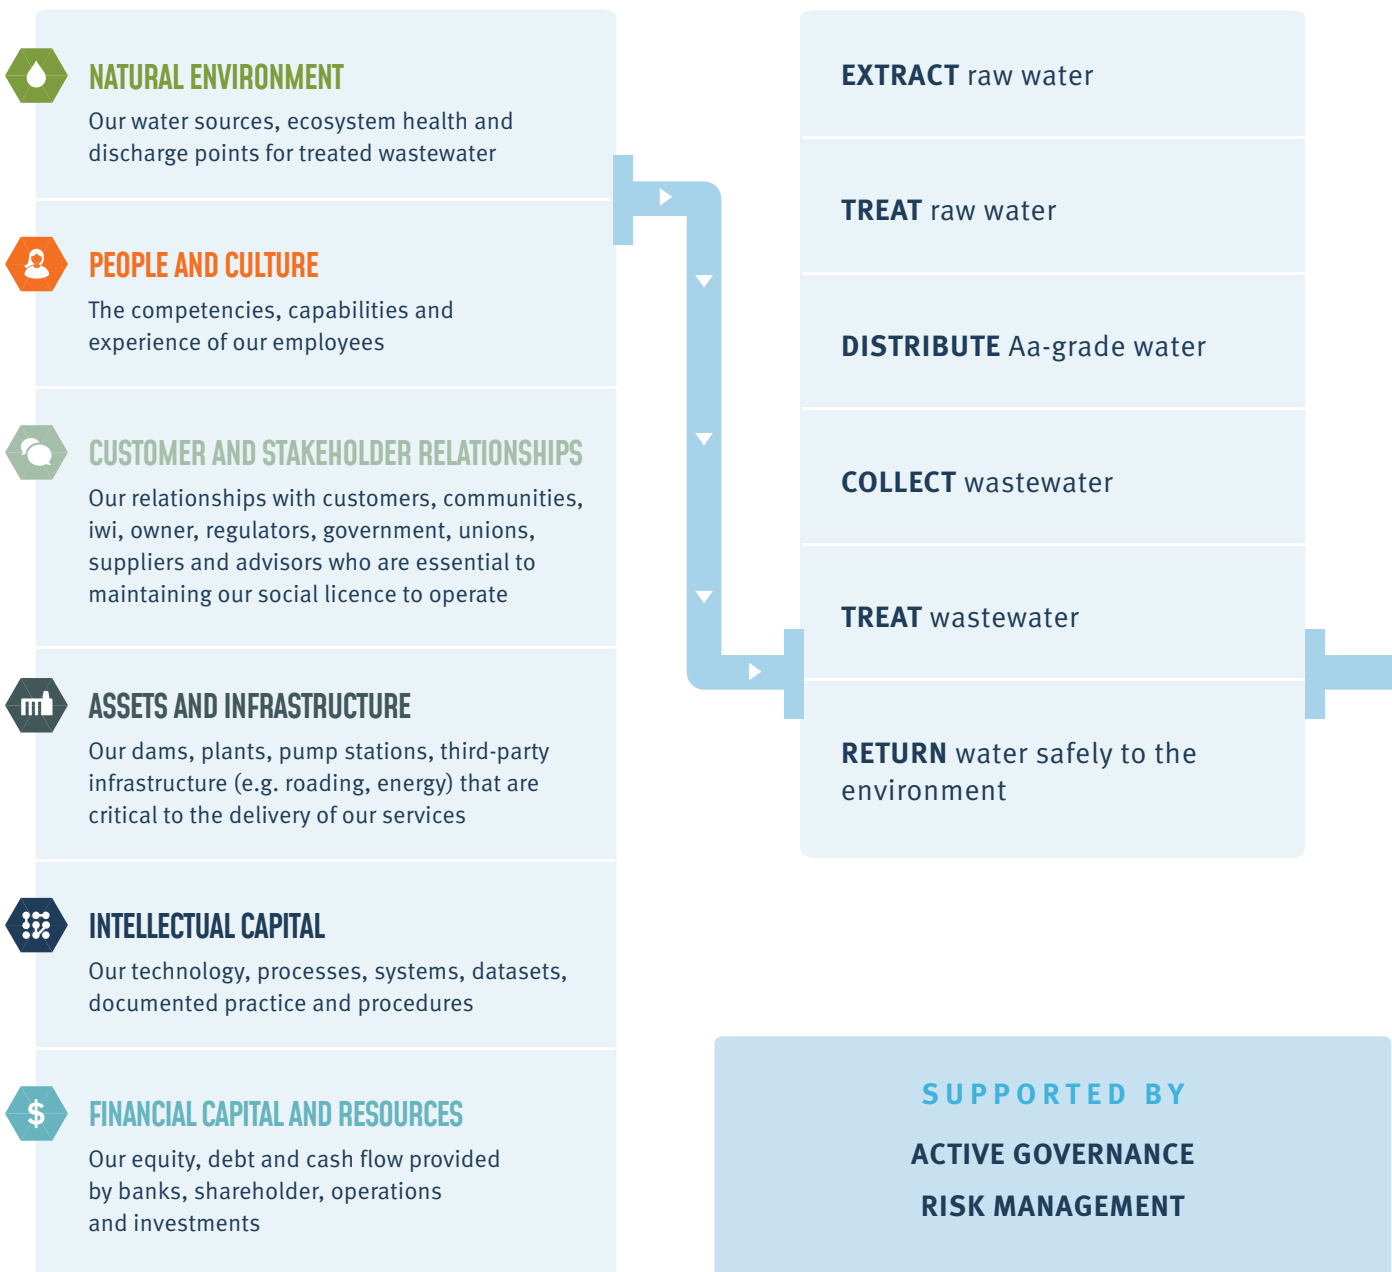 NATURAL ENVIRONMENT
Our water sources, ecosystem health and
discharge points for treated wastewater
PEOPLE AND CULTURE
The competencies, capabilities and
experience of our employees
CUSTOMER AND STAKEHOLDER RELATIONSHIPS
Our relationships with customers, communities,
iwi, owner, regulators, government, unions,
suppliers and advisors who are essential to
maintaining our social licence to operate
ASSETS AND INFRASTRUCTURE
Our dams, plants, pump stations, third-party
infrastructure (e.g. roading, energy) that are
critical to the delivery of our services
INTELLECTUAL CAPITAL
Our technology, processes, systems, datasets,
documented practice and procedures
$
FINANCIAL CAPITAL AND RESOURCES
Our equity, debt and cash flow provided
by banks, shareholder, operations
and investments
EXTRACT raw water
TREAT raw water
DISTRIBUTE Aa-grade water
COLLECT wastewater
TREAT wastewater
RETURN water safely to the
environment
SUPPORTED BY
ACTIVE GOVERNANCE
RISK MANAGEMENT